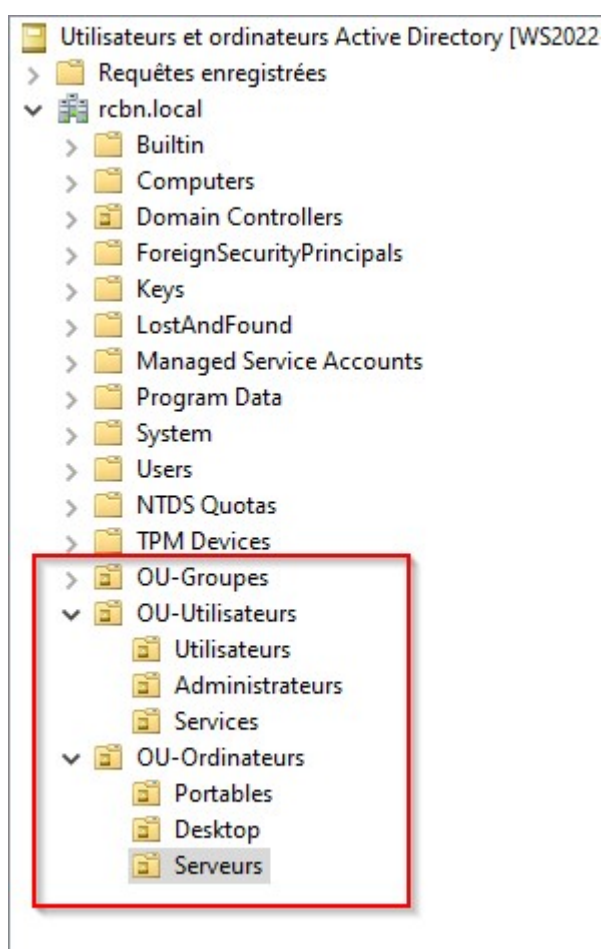 Utilisateurs et ordinateurs Active Directory [WS2022
Requêtes enregistrées
rcbn.local
Builtin
Computers
Domain Controllers
ForeignSecurityPrincipals
Keys
LostAndFound
Managed Service Accounts
Program Data
System
Users
NTDS Quotas
TPM Devices
OU-Groupes
OU-Utilisateurs
Utilisateurs
Administrateurs
Services
OU-Ordinateurs
Portables
Desktop
Serveurs